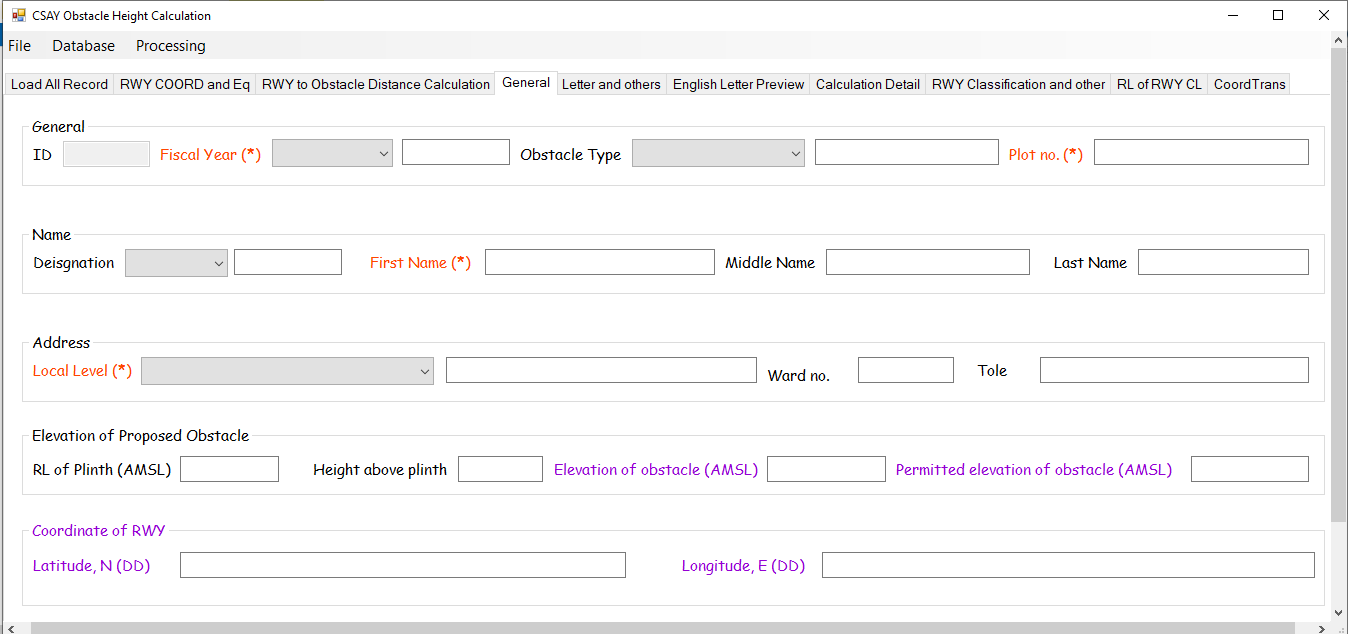 CSAY Obstacle Height Calculation
File Database Processing
Load All Record RWY COORD and Eq RWY to Obstacle Distance Calculation General Letter and others English Letter Preview Calculation Detail RWY Classification and other RL of RWY CL CoordTrans
General
ID Fiscal Year (*) Obstacle Type Plot no. (*)
Name
Deisgnation First Name (*) Middle Name Last Name
Address
Local Level (*) Ward no. Tole
Elevation of Proposed Obstacle
RL of Plinth (AMSL) Height above plinth Elevation of obstacle (AMSL) Permitted elevation of obstacle (AMSL)
Coordinate of RWY
Latitude, N (DD) Longitude, E (DD)